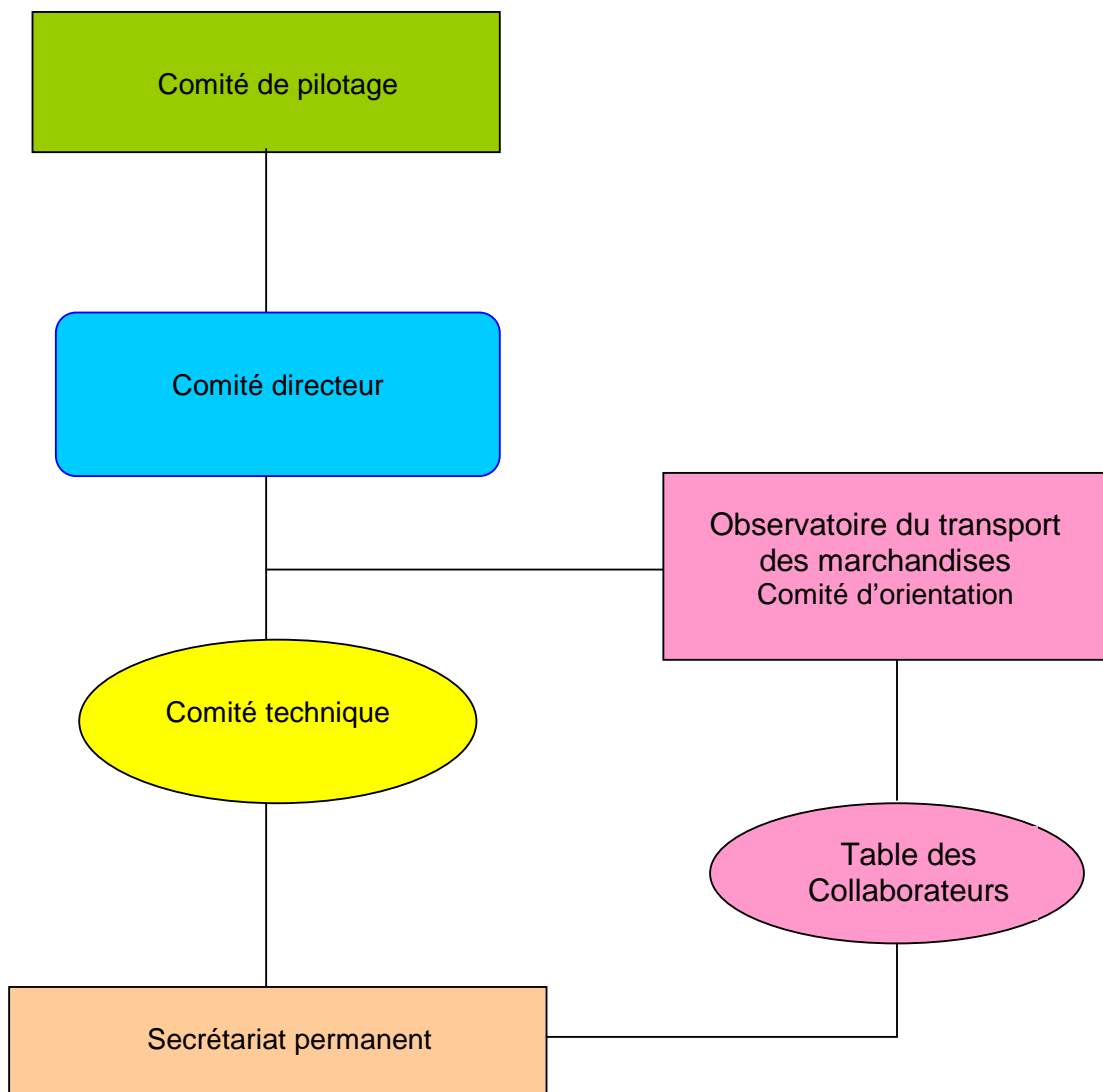 Comité de pilotage
Comité directeur
Observatoire du transport
des marchandises
Comité d’orientation
Comité technique
Table des
Collaborateurs
Secrétariat permanent